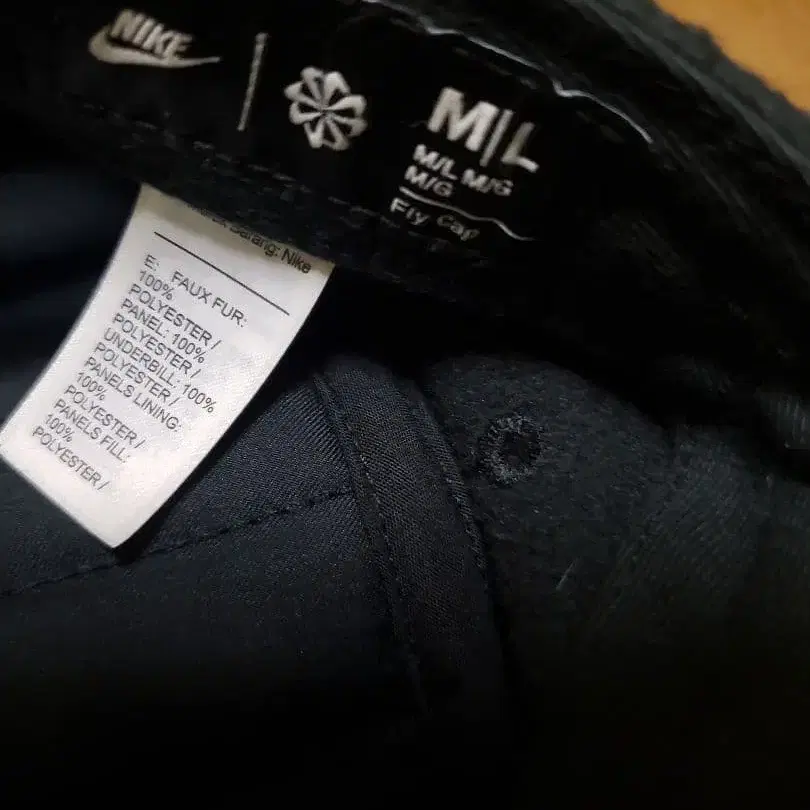 NIKE
M|L
M/L M/G
M/G
Fly Cap
Sarang: Nike
E: FAUX FUR:
100%
POLYESTER /
PANEL: 100%
POLYESTER /
UNDERBILL: 100%
POLYESTER /
PANELS LINING:
100%
POLYESTER /
PANELS FILL:
100%
POLYESTER /